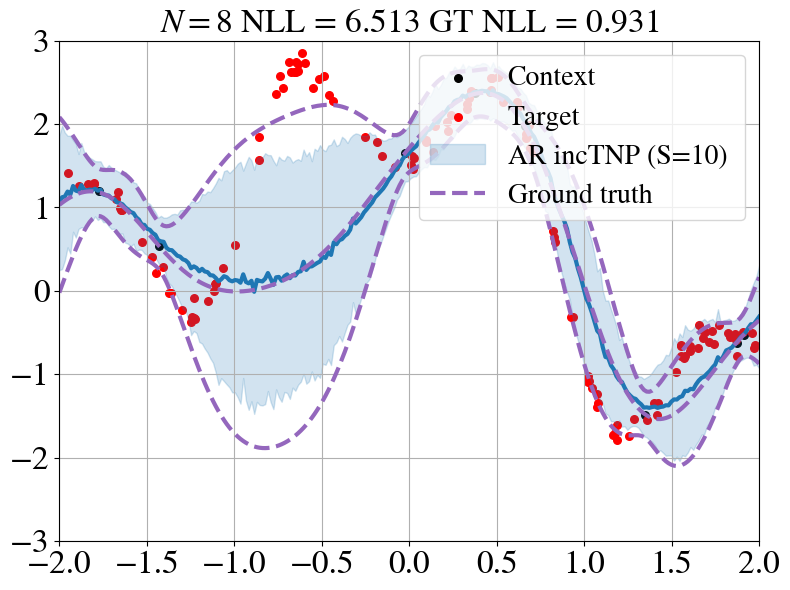 N = 8 NLL = 6.513 GT NLL = 0.931
3
2
1
0
−1
−2
−3
Context
Target
AR incTNP (S=10)
Ground truth
−2.0 −1.5 −1.0 −0.5 0.0 0.5 1.0 1.5 2.0